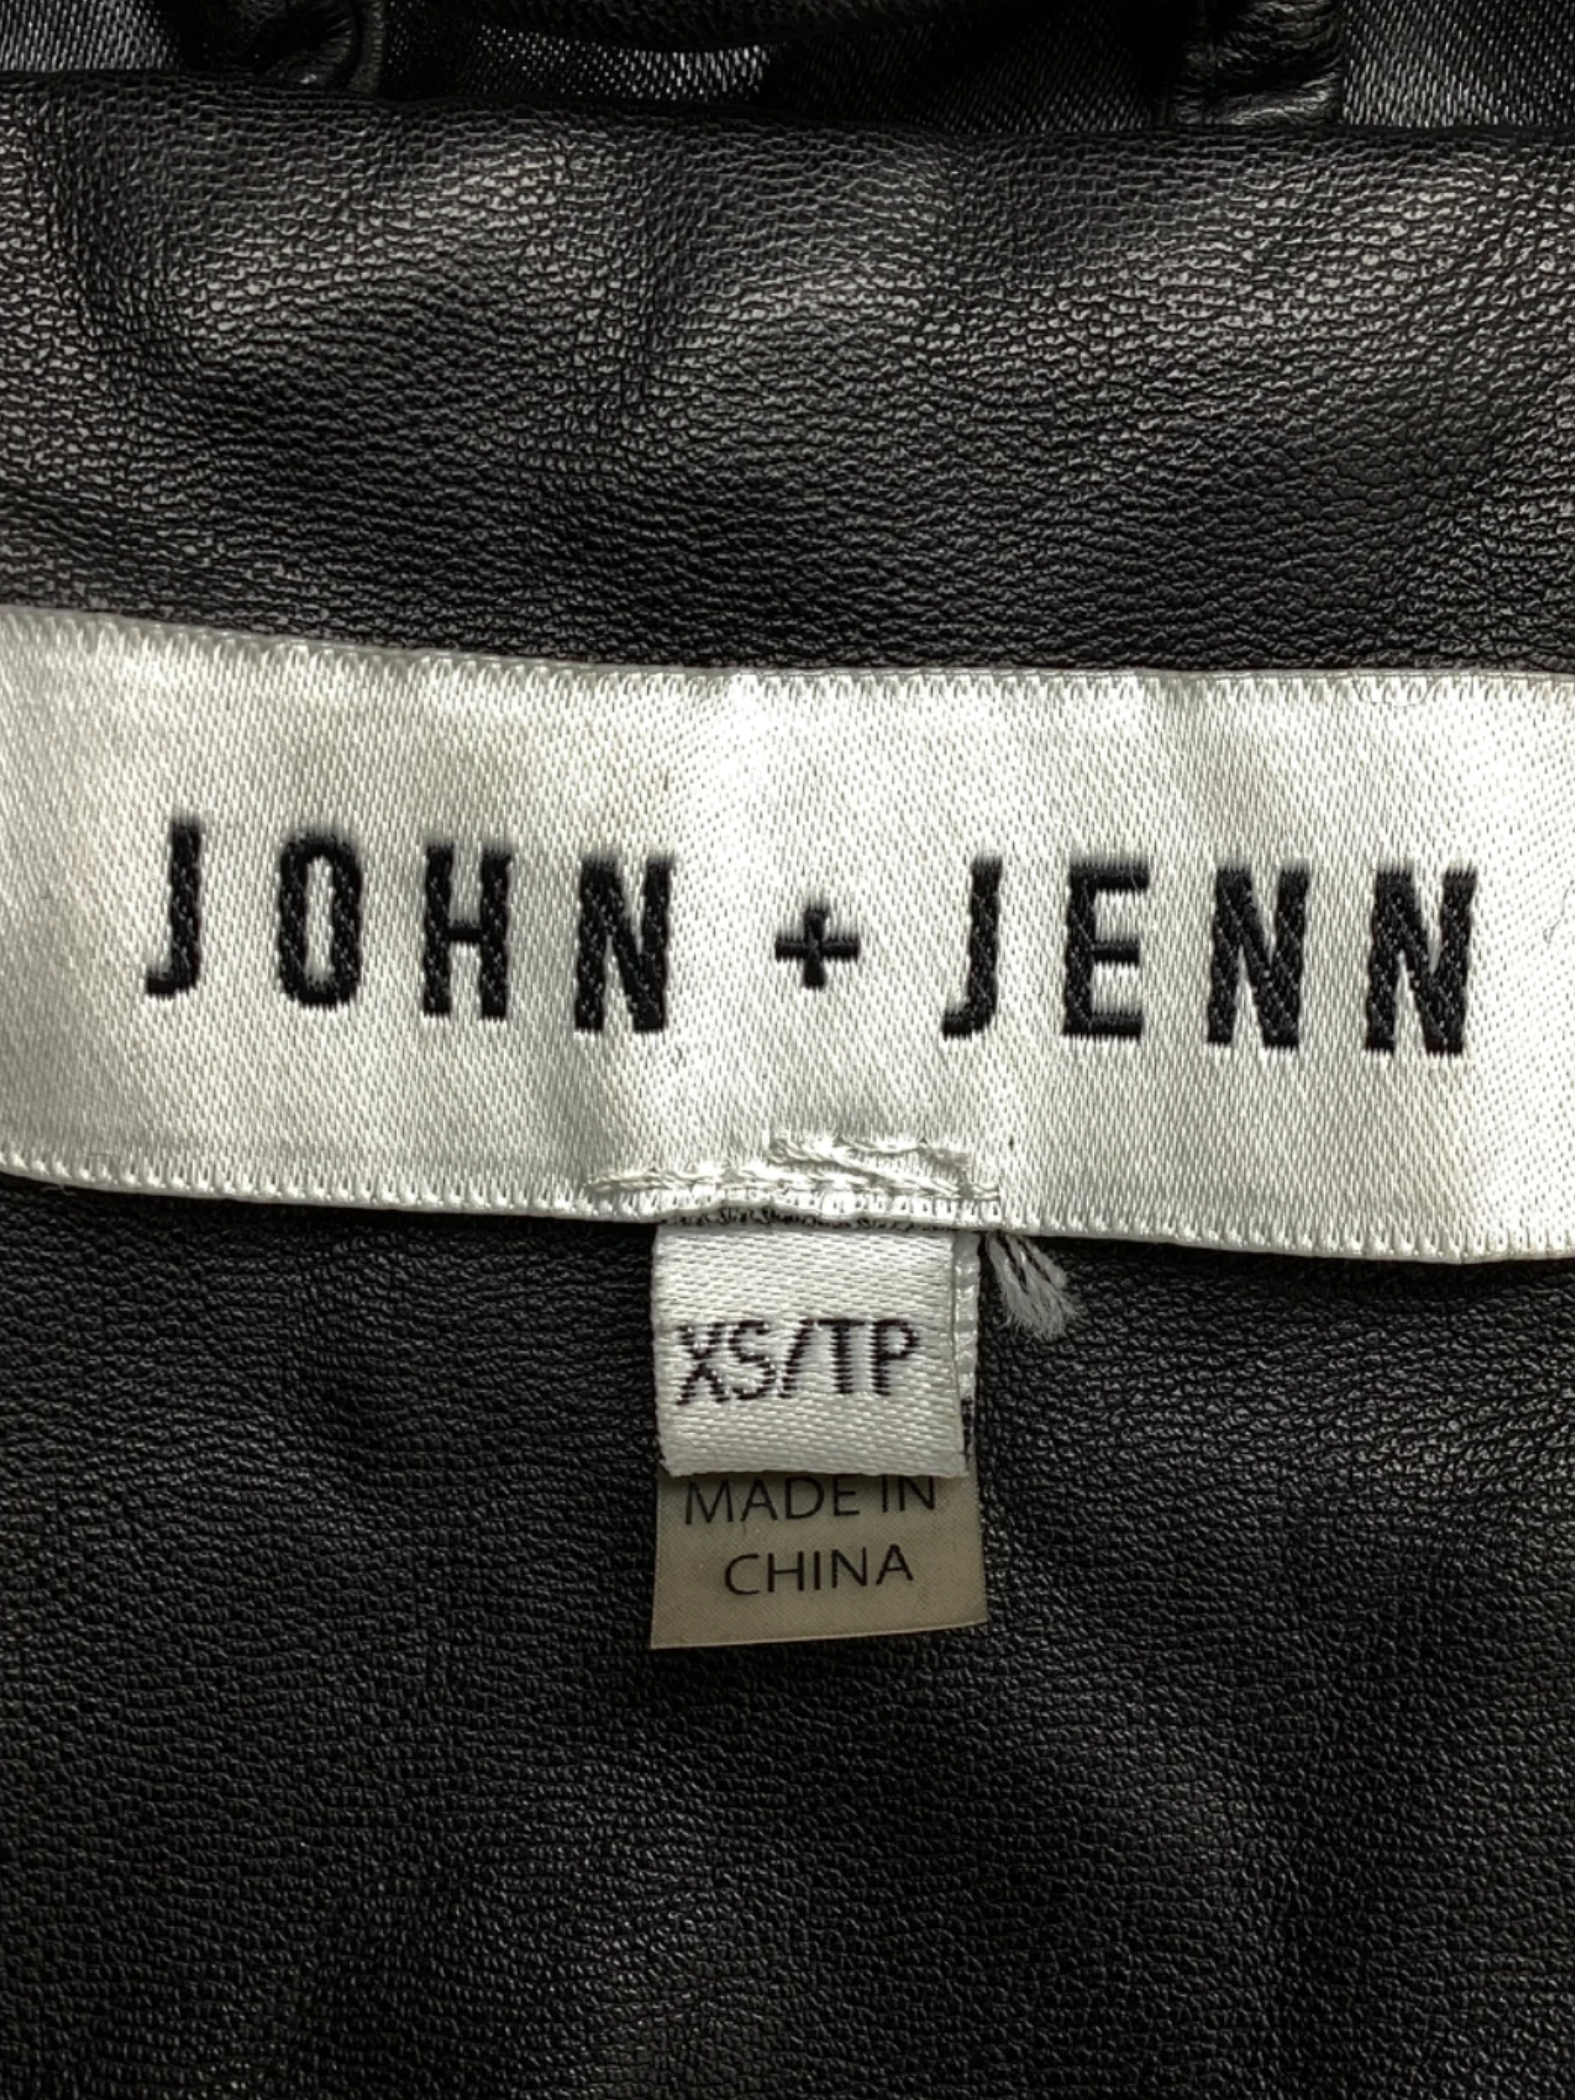 JOHN + JENN
XS/TP
MADE IN
CHINA